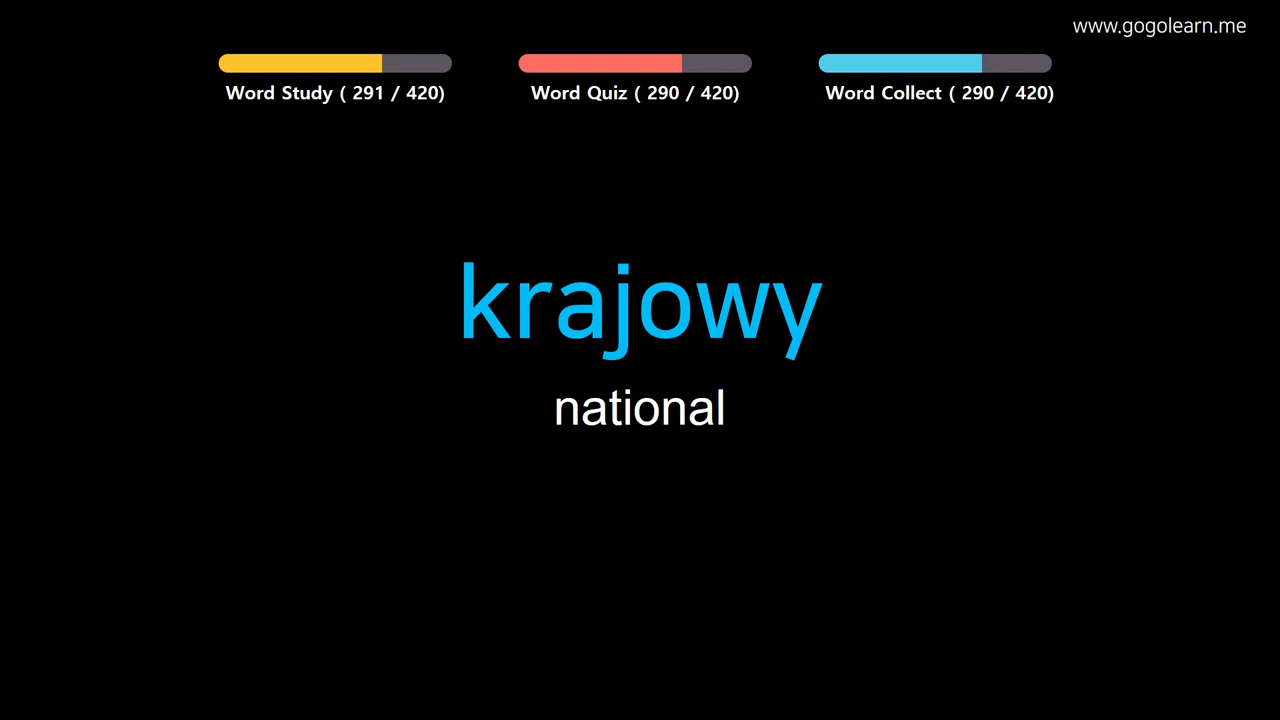 www.gogolearn.me
Word Study ( 291 / 420)
Word Quiz ( 290 / 420)
Word Collect ( 290 / 420)
krajowy
national